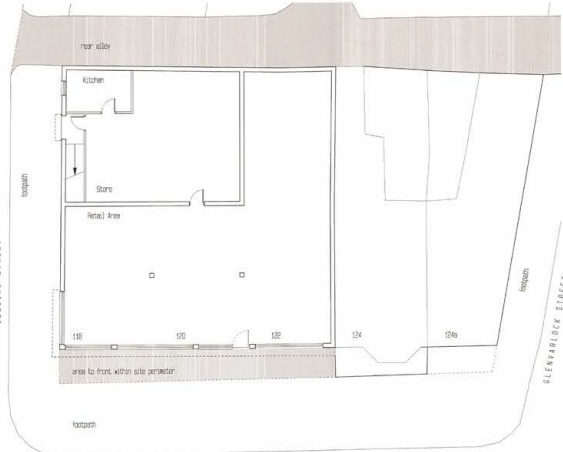 rear alley
Kitchen
footpath
Store
Retail Area
footpath
118
120
122
124
124a
GLENVARLOCK STREET
area to front within site perimeter
footpath